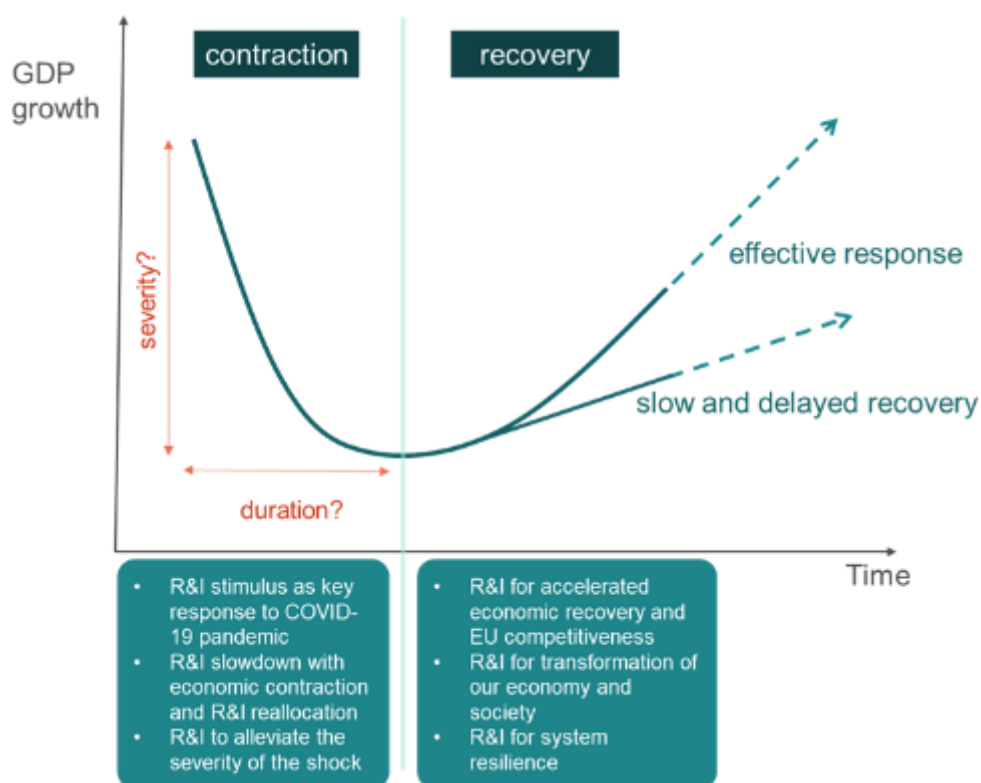 contraction
recovery
GDP
growth
severity?
effective response
slow and delayed recovery
duration?
Time
• R&I stimulus as key
response to COVID-
19 pandemic
• R&I slowdown with
economic contraction
and R&I reallocation
• R&I to alleviate the
severity of the shock
• R&I for accelerated
economic recovery and
EU competitiveness
• R&I for transformation of
our economy and
society
• R&I for system
resilience